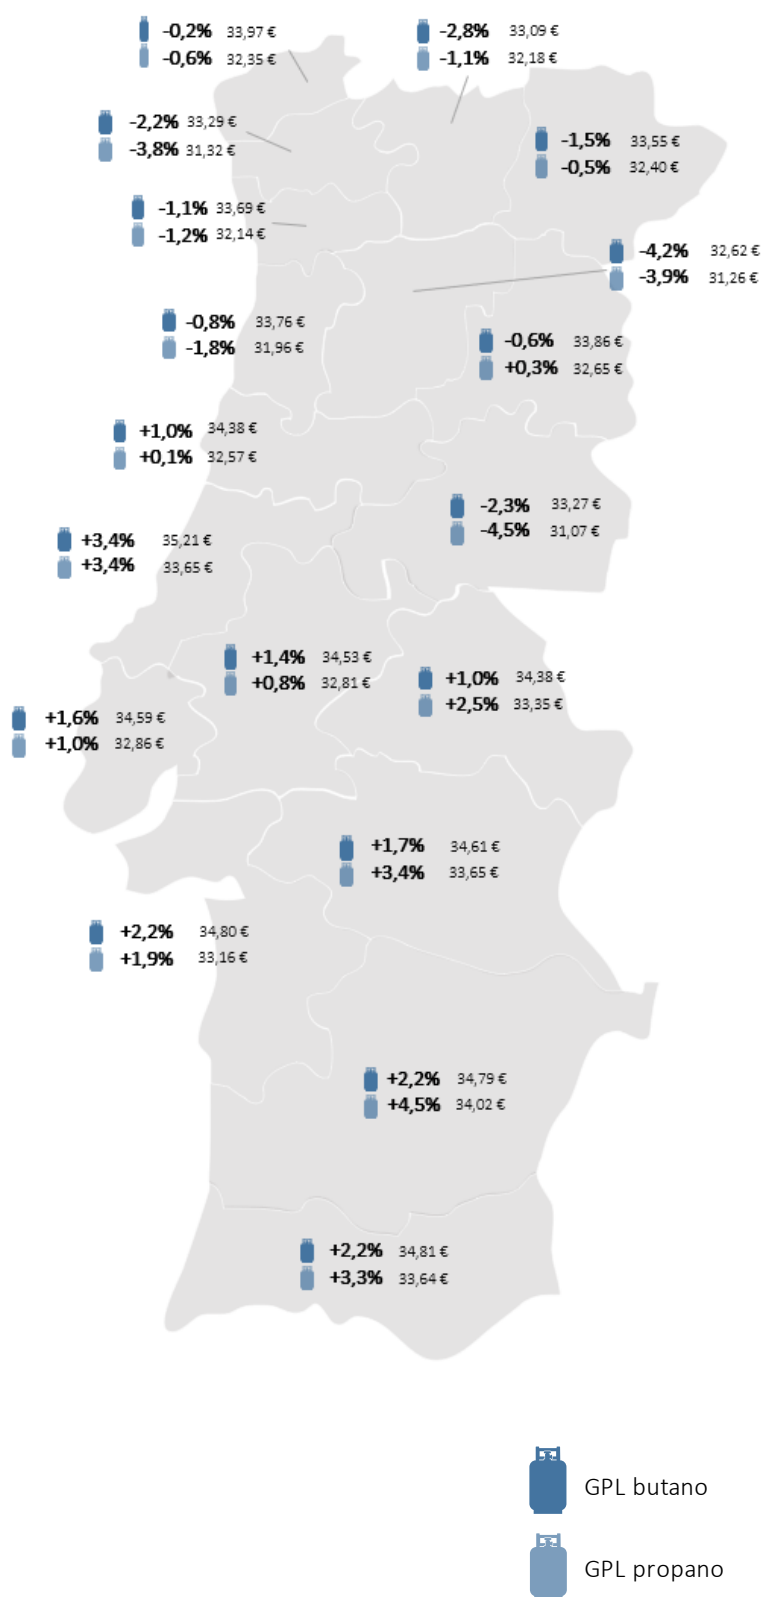 -0,2% 33,97 €
-0,6% 32,35 €
-2,8% 33,09 €
-1,1% 32,18 €
-2,2% 33,29 €
-3,8% 31,32 €
-1,5% 33,55 €
-0,5% 32,40 €
-1,1% 33,69 €
-1,2% 32,14 €
-4,2% 32,62 €
-3,9% 31,26 €
-0,8% 33,76 €
-1,8% 31,96 €
-0,6% 33,86 €
+0,3% 32,65 €
+1,0% 34,38 €
+0,1% 32,57 €
-2,3% 33,27 €
-4,5% 31,07 €
+3,4% 35,21 €
+3,4% 33,65 €
+1,4% 34,53 €
+0,8% 32,81 €
+1,0% 34,38 €
+2,5% 33,35 €
+1,6% 34,59 €
+1,0% 32,86 €
+1,7% 34,61 €
+3,4% 33,65 €
+2,2% 34,80 €
+1,9% 33,16 €
+2,2% 34,79 €
+4,5% 34,02 €
+2,2% 34,81 €
+3,3% 33,64 €
GPL butano
GPL propano